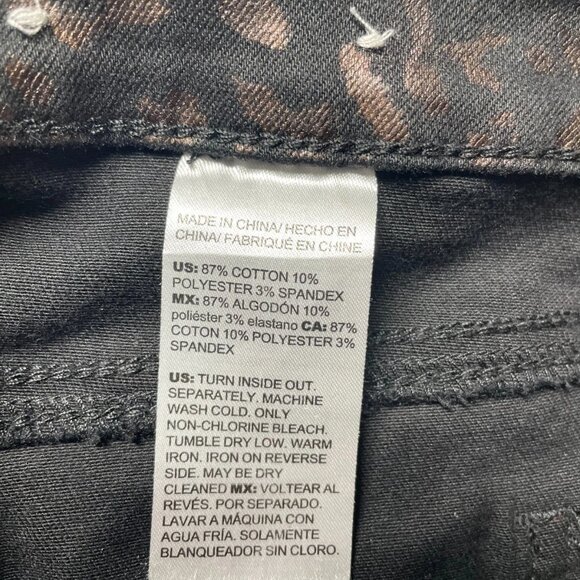 MADE IN CHINA/ HECHO EN
CHINA/ FABRIQUÉ EN CHINE
US: 87% COTTON 10%
POLYESTER 3% SPANDEX
MX: 87% ALGODÓN 10%
poliéster 3% elastano CA: 87%
COTON 10% POLYESTER 3%
SPANDEX
US: TURN INSIDE OUT.
SEPARATELY. MACHINE
WASH COLD. ONLY
NON-CHLORINE BLEACH.
TUMBLE DRY LOW. WARM
IRON. IRON ON REVERSE
SIDE. MAY BE DRY
CLEANED MX: VOLTEAR AL
REVÉS. POR SEPARADO.
LAVAR A MÁQUINA CON
AGUA FRÍA. SOLAMENTE
BLANQUEADOR SIN CLORO.